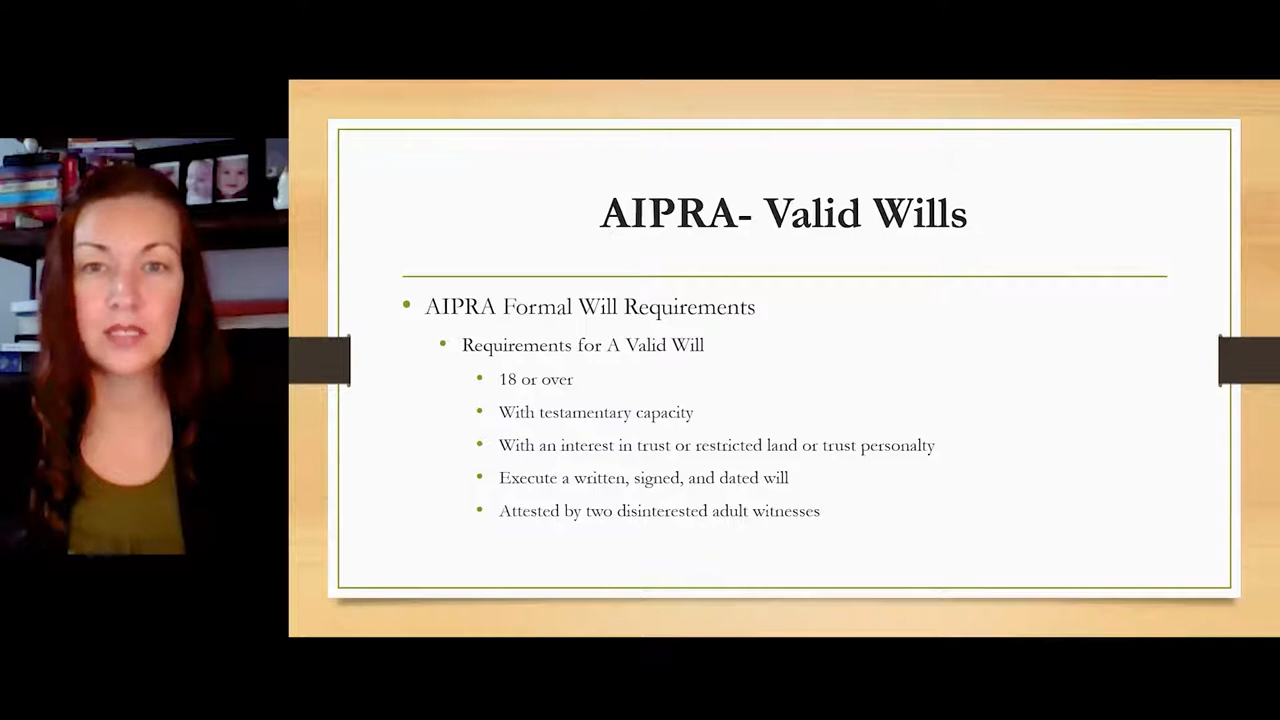 AIPRA- Valid Wills
AIPRA Formal Will Requirements
Requirements for A Valid Will
18 or over
With testamentary capacity
With an interest in trust or restricted land or trust personalty
Execute a written, signed, and dated will
Attested by two disinterested adult witnesses